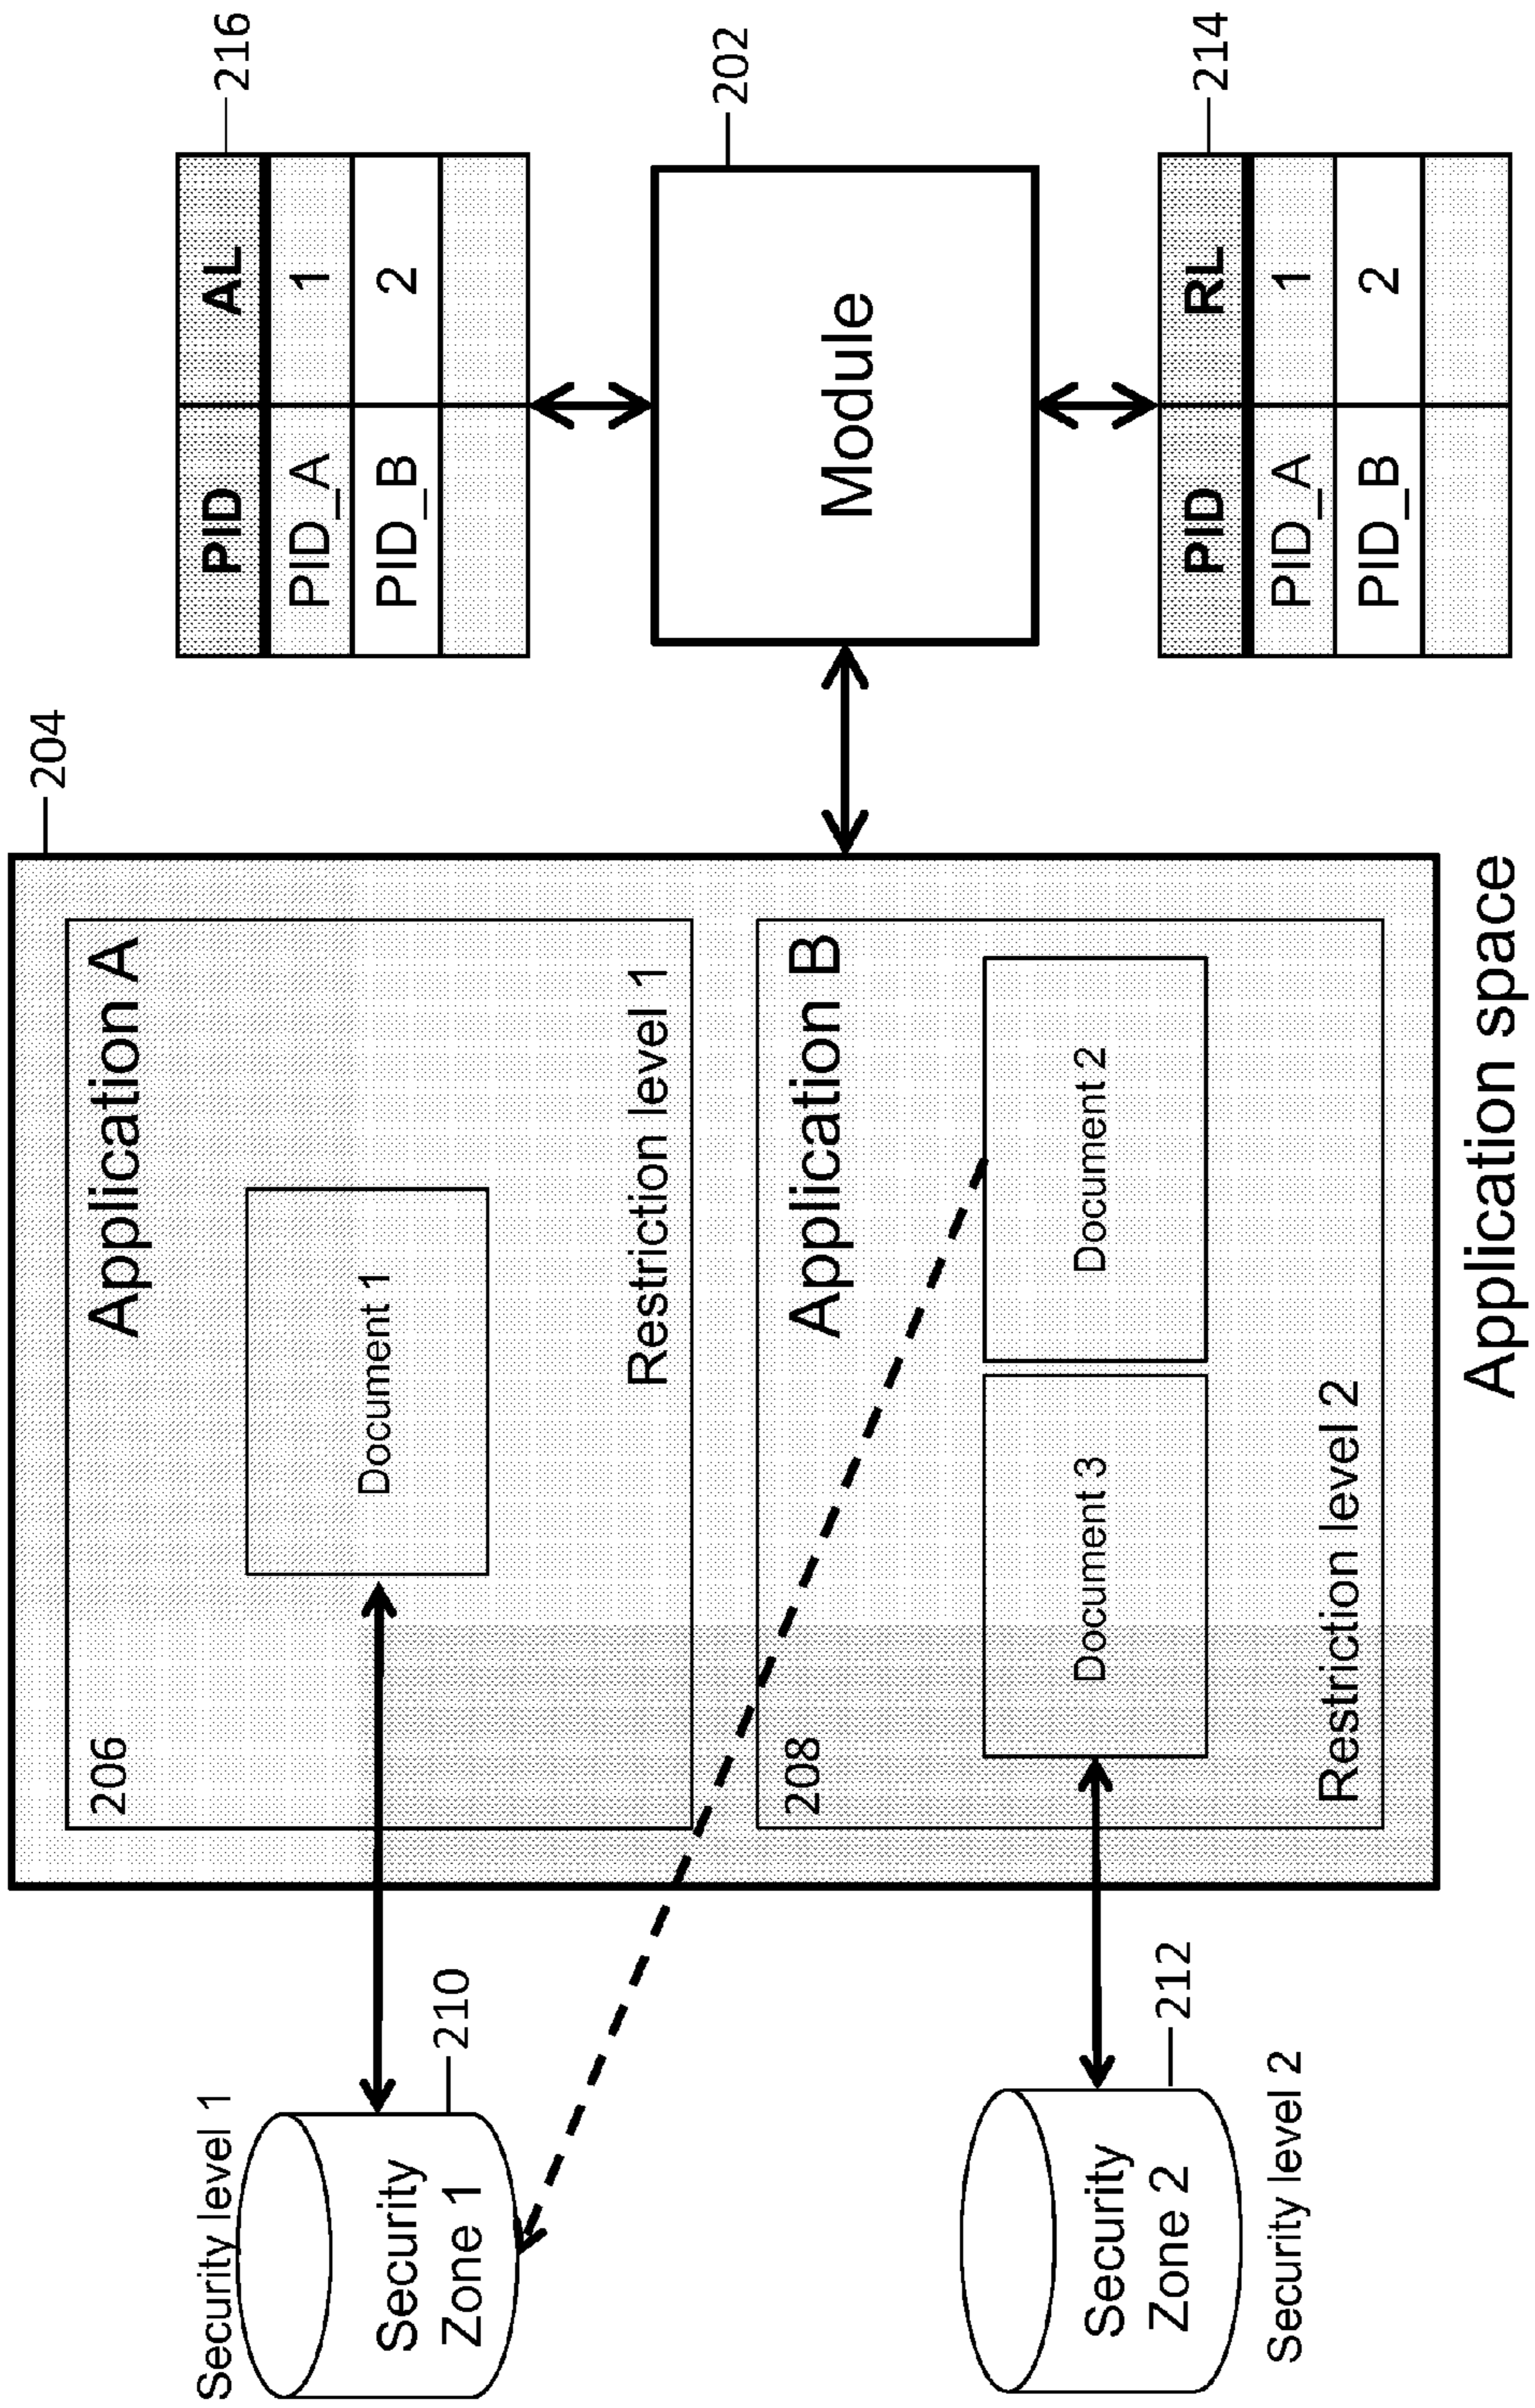 Security level 1
Security
Zone 1
210
Security
Zone 2
212
Security level 2
204
206
Application A
Document 1
Restriction level 1
208
Application B
Document 3
Document 2
Restriction level 2
Application space
216
PID AL
PID_A 1
PID_B 2
202
Module
214
PID RL
PID_A 1
PID_B 2